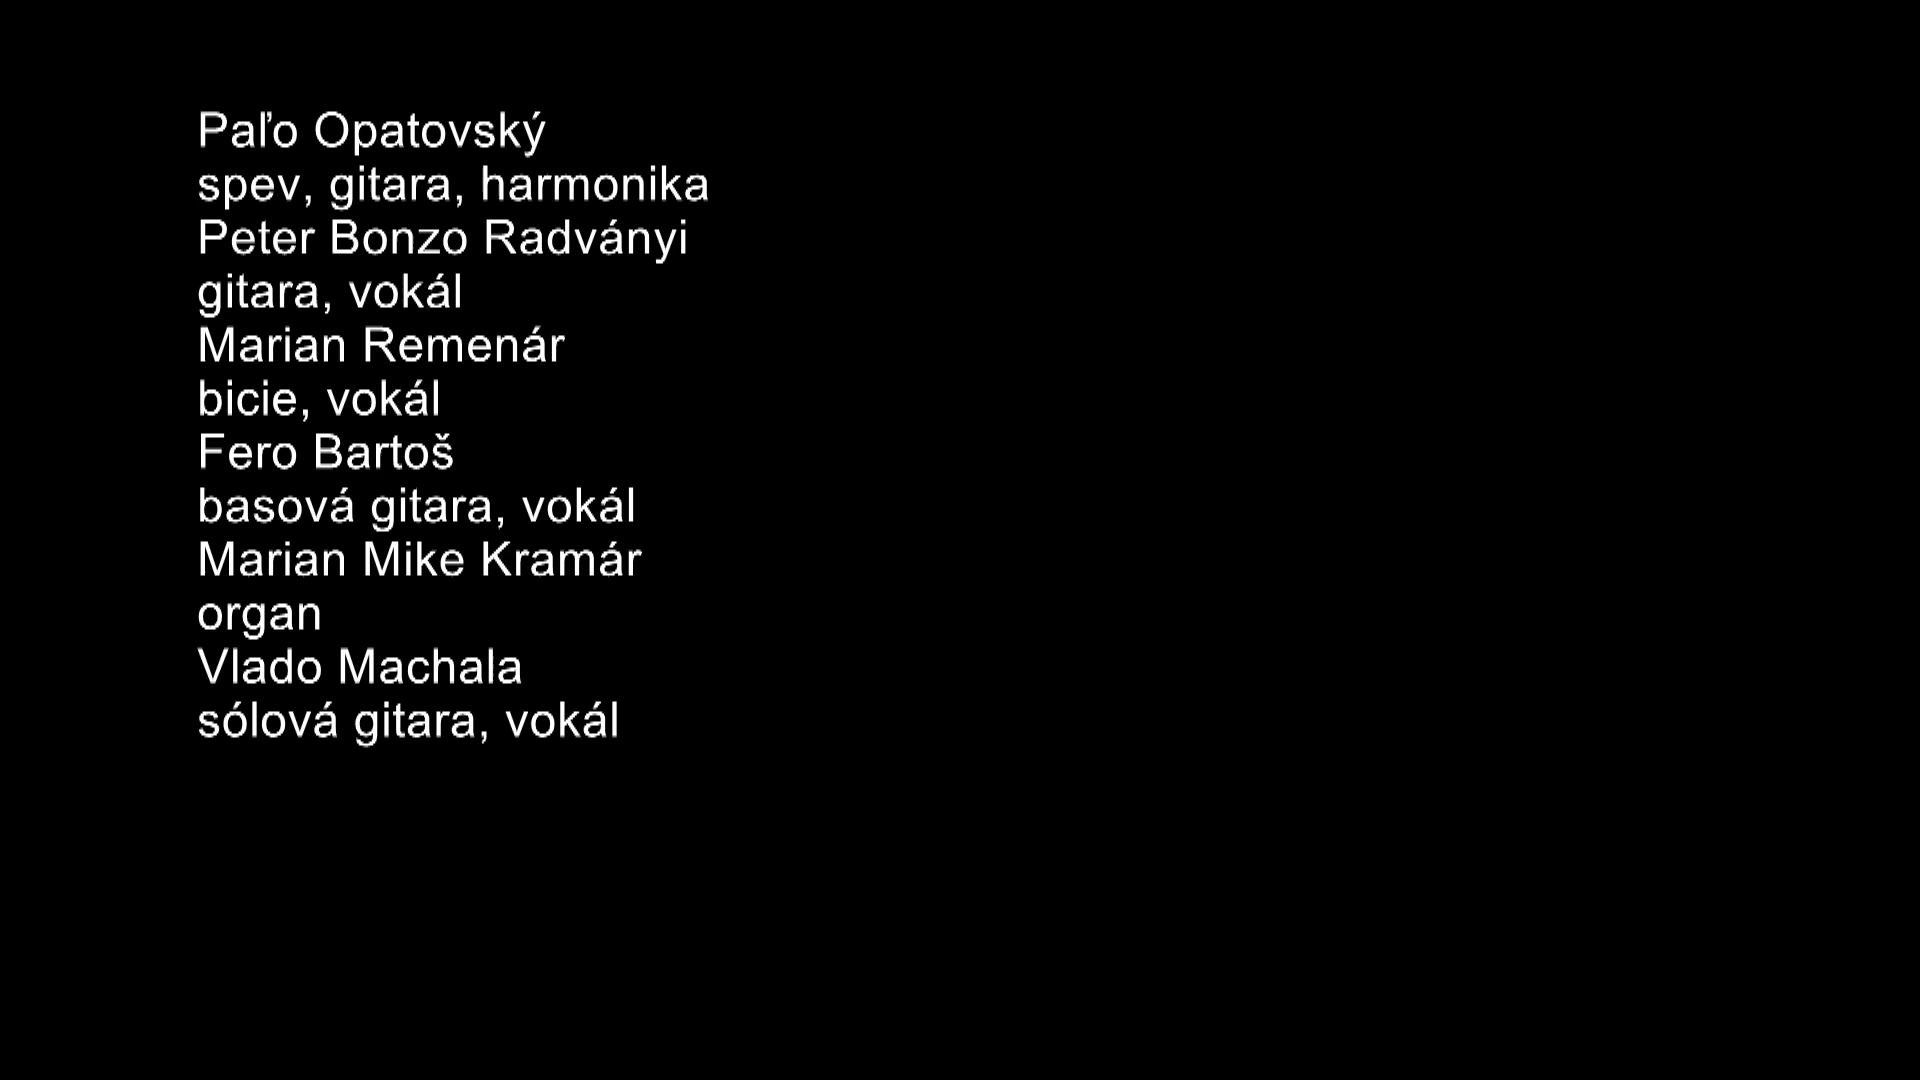 Paľo Opatovský
spev, gitara, harmonika
Peter Bonzo Radványi
gitara, vokál
Marian Remenár
bicie, vokál
Fero Bartoš
basová gitara, vokál
Marian Mike Kramár
organ
Vlado Machala
sólová gitara, vokál